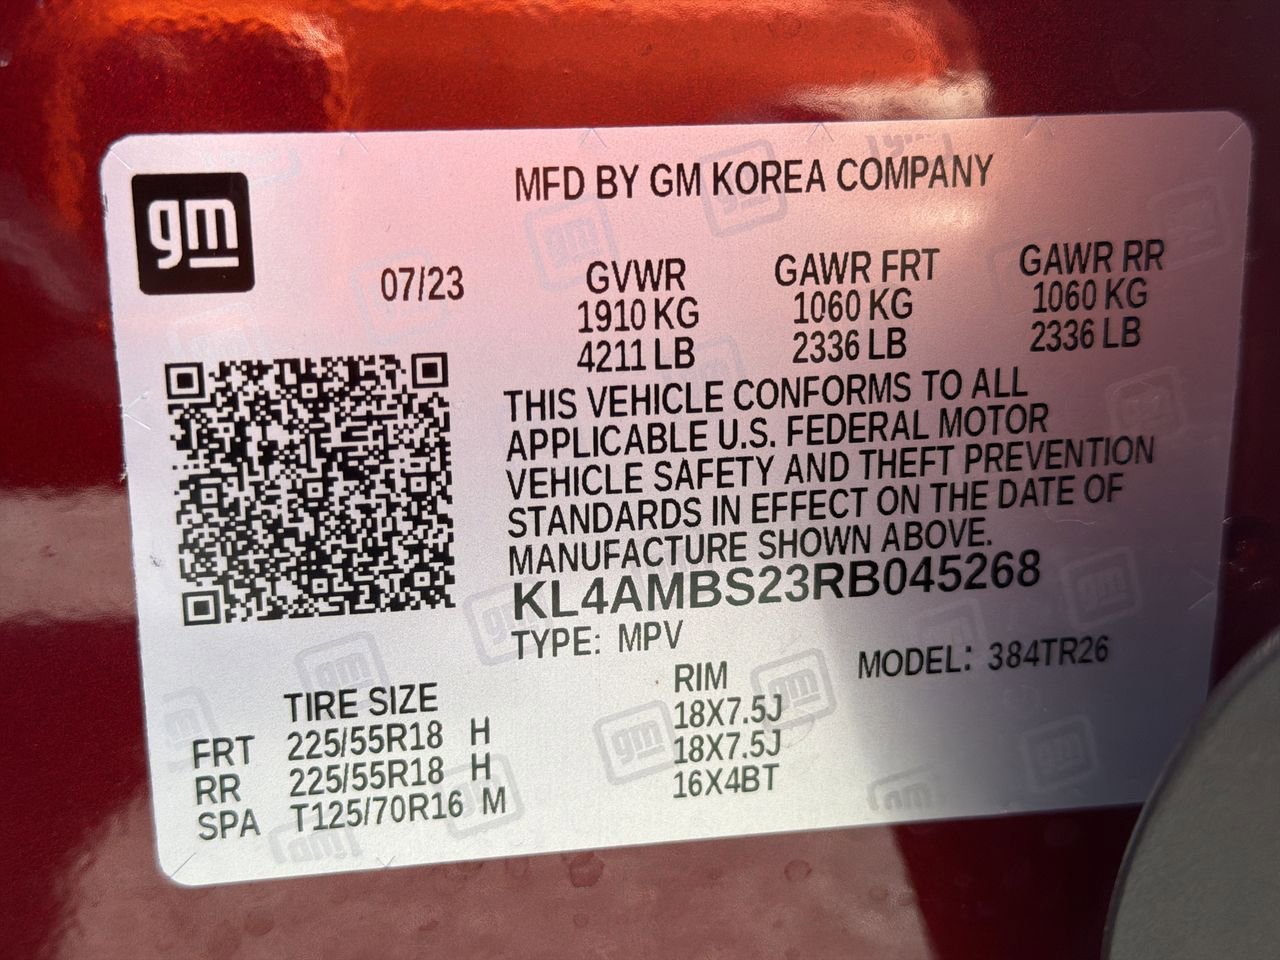 gm
MFD BY GM KOREA COMPANY
07/23
GVWR GAWR FRT GAWR RR
1910 KG 1060 KG 1060 KG
4211 LB 2336 LB 2336 LB
THIS VEHICLE CONFORMS TO ALL
APPLICABLE U.S. FEDERAL MOTOR
VEHICLE SAFETY AND THEFT PREVENTION
STANDARDS IN EFFECT ON THE DATE OF
MANUFACTURE SHOWN ABOVE.
KL4AMBS23RB045268
TYPE: MPV MODEL: 384TR26
TIRE SIZE RIM
FRT 225/55R18 H 18X7.5J
RR 225/55R18 H 18X7.5J
SPA T125/70R16 M 16X4BT